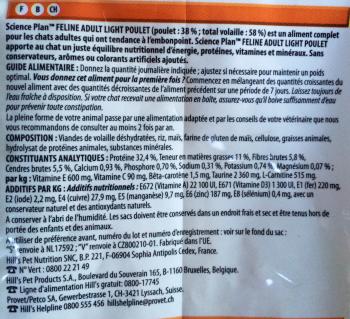 F B CH
Science Plan™ FELINE ADULT LIGHT POULET (poulet : 38 % ; total volaille : 58 %) est un aliment complet
pour les chats adultes qui ont tendance à l'embonpoint. Science Plan™ FELINE ADULT LIGHT POULET
apporte au chat un juste équilibre nutritionnel d'énergie, protéines, vitamines et minéraux. Sans
conservateurs, arômes ou colorants artificiels ajoutés.
GUIDE ALIMENTAIRE : Donnez la quantité journalière indiquée ; ajustez si nécessaire pour maintenir un poids
optimal. Vous donnez cet aliment pour la première fois ? Commencez en mélangeant des quantités croissantes du
nouvel aliment avec des quantités décroissantes de l'aliment précédent sur une période de 7 jours. Laissez toujours de
l'eau fraîche à disposition. Si votre chat recevait une alimentation en boîte, assurez-vous qu'il boive suffisamment d'eau
pour prévenir toute constipation.
La pleine forme de votre animal passe par une alimentation adaptée et par les conseils de votre vétérinaire que nous
vous recommandons de consulter au moins 2 fois par an.
COMPOSITION : Viandes de volaille déshydratées, riz, maïs, farine de gluten de maïs, cellulose, graisses animales,
hydrolysat de protéines animales, substances minérales.
CONSTITUANTS ANALYTIQUES : Protéine 32,4 %, Teneur en matières grasses 11 %, Fibres brutes 5,8 %,
Cendres brutes 5,5 %, Calcium 0,93 %, Phosphore 0,70 %, Sodium 0,31 %, Potassium 0,74 %, Magnésium 0,07 % ;
par kg : Vitamine E 600 mg, Vitamine C 90 mg, Bêta-carotène 1,5 mg, Taurine 2 360 mg, L-Carnitine 515 mg.
ADDITIFS PAR KG : Additifs nutritionnels : E672 (Vitamine A) 22 100 UI, E671 (Vitamine D3) 1 300 UI, E1 (fer) 220 mg,
E2 (iode) 2,2 mg, E4 (cuivre) 27,9 mg, E5 (manganèse) 9,7 mg, E6 (zinc) 187 mg, E8 (sélénium) 0,4 mg, avec un
conservateur et naturellement préservé avec un antioxydant d'origine naturelle.
A conserver à l'abri de l'humidité. Les sacs doivent être conservés dans un endroit frais et sec et être tenus hors de
portée des enfants et des animaux.
A utiliser de préférence avant, numéro du lot et numéro d'enregistrement : voir sur le fond du sac :
"S" renvoie à NL17592 ; "V" renvoie à CZ800210-01. Fabriqué dans l'UE.
Hill's Pet Nutrition SNC, B.P. 221, F-06904 Sophia Antipolis Cedex, France.
N° Vert : 0800 22 21 49
Hill's Pet Products S.A., Boulevard du Souverain 165, B-1160 Bruxelles, Belgique.
Ligne d'alimentation Hill's gratuit: 0800-17745
Provet/Petco SA, Gewerbestrasse 1, CH-3421 Lyssach, Suisse.
Hill's Helpline 0800 555 456 hillshelpline@provet.ch